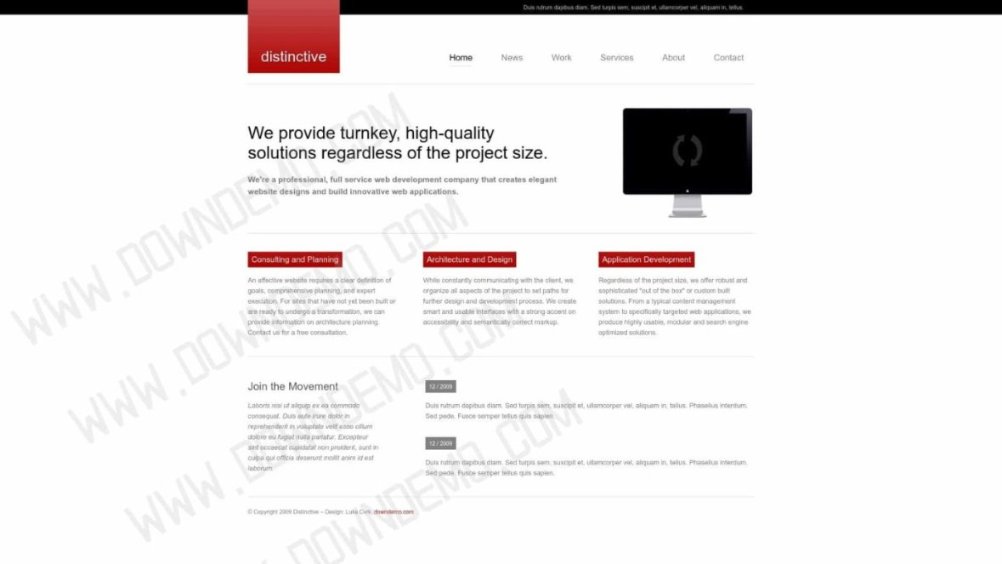 Duis rutrum dapibus diam. Sed turpis sem, suscipit et, ullamcorper vel, aliquam in, tellus.
distinctive
Home News Work Services About Contact
We provide turnkey, high-quality
solutions regardless of the project size.
We're a professional, full service web development company that creates elegant
website designs and build innovative web applications.
Consulting and Planning
An affective website requires a clear definition of
goals, comprehensive planning, and expert
execution. For sites that have not yet been built or
are ready to undergo a transformation, we can
provide information on architecture planning.
Contact us for a free consultation.
Architecture and Design
While constantly communicating with the client, we
organize all aspects of the project to set paths for
further design and development process. We create
smart and usable interfaces with a strong accent on
accessibility and semantically correct markup.
Application Development
Regardless of the project size, we offer robust and
sophisticated "out of the box" or custom built
solutions. From a typical content management
system to specifically targeted web applications, we
produce highly usable, modular and search engine
optimized solutions.
Join the Movement
Laboris nisi ut aliquip ex ea commodo
consequat. Duis aute irure dolor in
reprehenderit in voluptate velit esse cillum
dolore eu fugiat nulla pariatur. Excepteur
sint occaecat cupidatat non proident, sunt in
culpa qui officia deserunt mollit anim id est
laborum.
12 / 2009
Duis rutrum dapibus diam. Sed turpis sem, suscipit et, ullamcorper vel, aliquam in, tellus. Phasellus interdum.
Sed pede. Fusce semper tellus quis sapien.
12 / 2009
Duis rutrum dapibus diam. Sed turpis sem, suscipit et, ullamcorper vel, aliquam in, tellus. Phasellus interdum.
Sed pede. Fusce semper tellus quis sapien.
© Copyright 2009 Distinctive – Design: Luka Cvrk, downdemo.com
WWW.DOWNDEMO.COM
WWW.DOWNDEMO.COM
WWW.DOWNDEMO.COM
WWW.DOWNDEMO.COM